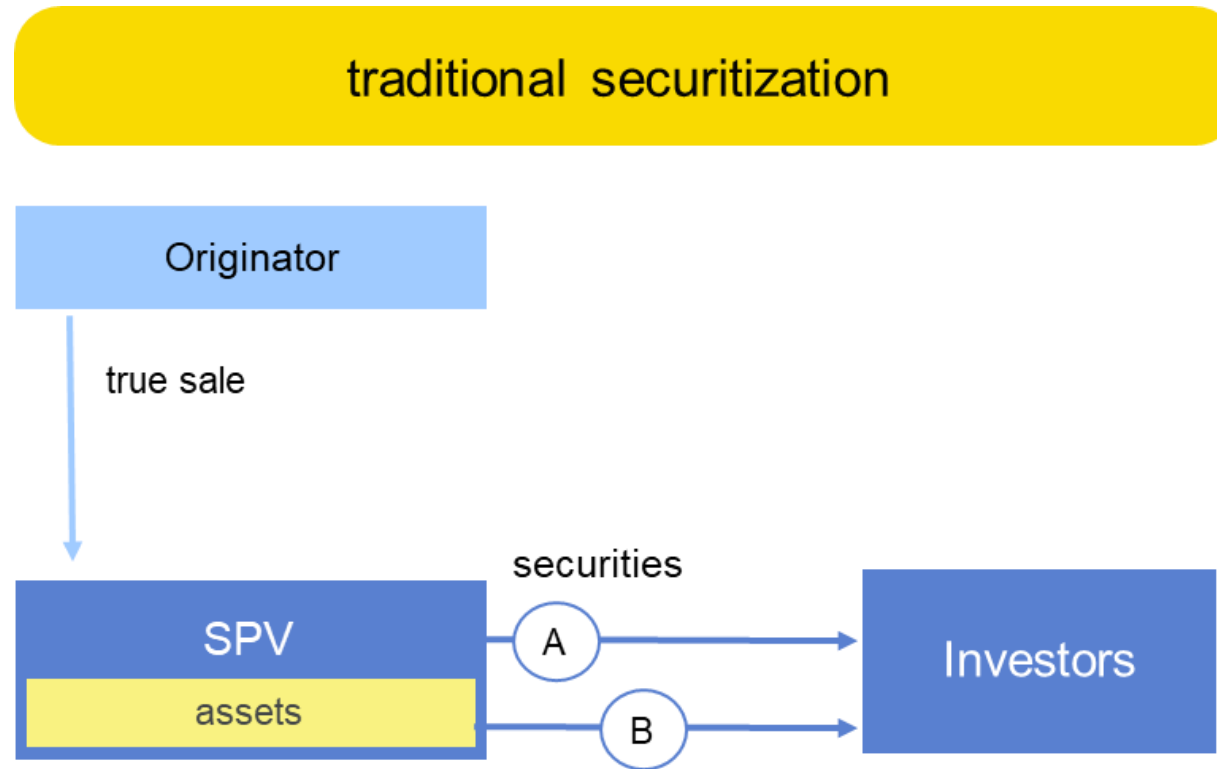 traditional securitization
Originator
true sale
securities
SPV
A
Investors
assets
B